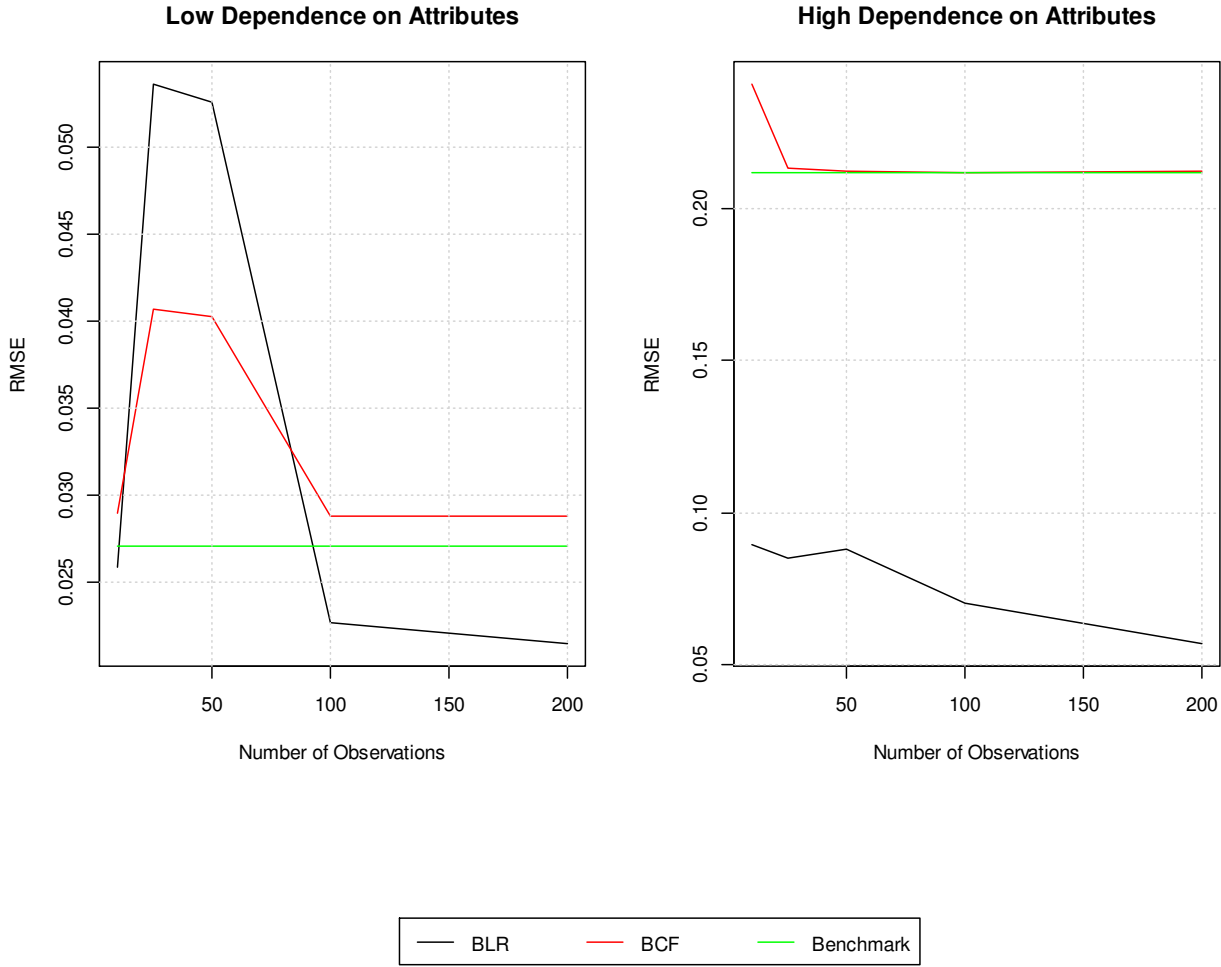 Low Dependence on Attributes
RMSE
0.050
0.045
0.040
0.035
0.030
0.025
50 100 150 200
Number of Observations
High Dependence on Attributes
RMSE
0.20
0.15
0.10
0.05
50 100 150 200
Number of Observations
BLR BCF Benchmark